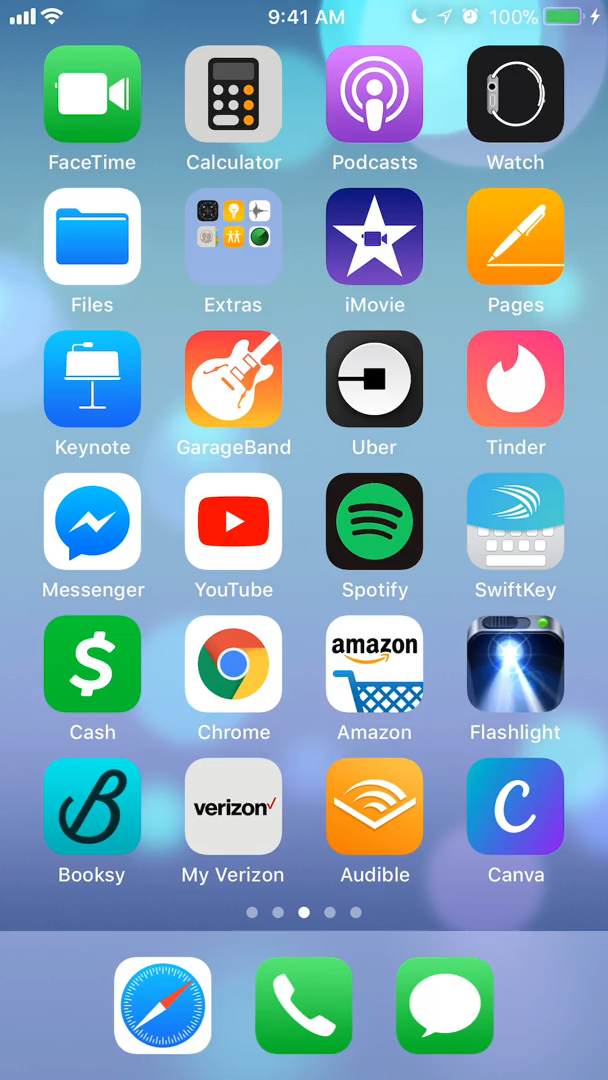 9:41 AM 100%
FaceTime Calculator Podcasts Watch
Files Extras iMovie Pages
Keynote GarageBand Uber Tinder
Messenger YouTube Spotify SwiftKey
amazon
Cash Chrome Amazon Flashlight
verizon
Booksy My Verizon Audible Canva